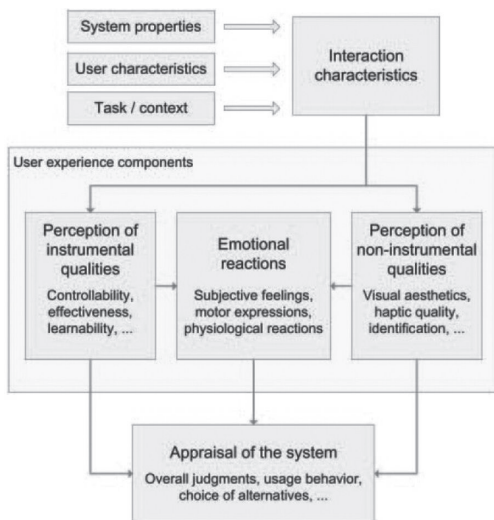 System properties
User characteristics
Task / context
Interaction
characteristics
User experience components
Perception of
instrumental
qualities
Controllability,
effectiveness,
learnability, ...
Emotional
reactions
Subjective feelings,
motor expressions,
physiological reactions
Perception of
non-instrumental
qualities
Visual aesthetics,
haptic quality,
identification, ...
Appraisal of the system
Overall judgments, usage behavior,
choice of alternatives, ...